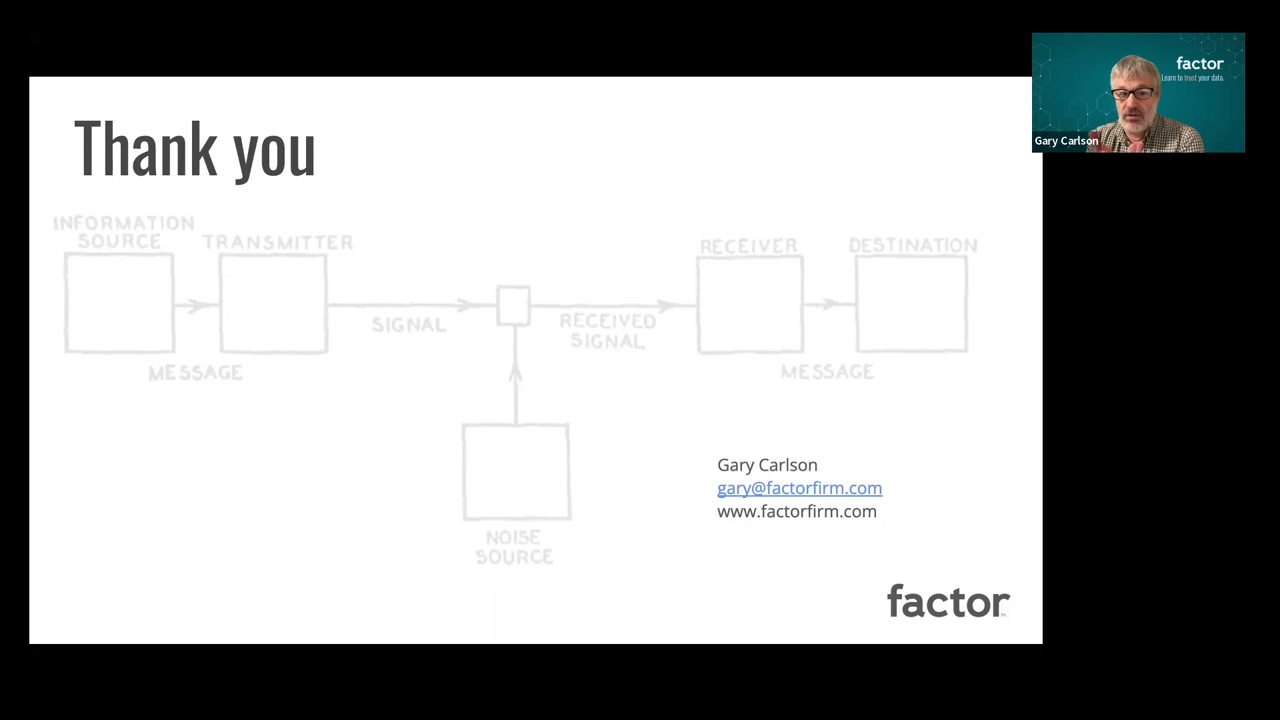 Thank you
INFORMATION
SOURCE
TRANSMITTER
RECEIVER
DESTINATION
SIGNAL
RECEIVED
SIGNAL
MESSAGE
MESSAGE
NOISE
SOURCE
Gary Carlson
gary@factorfirm.com
www.factorfirm.com
factor
factor
Learn to trust your data.
Gary Carlson